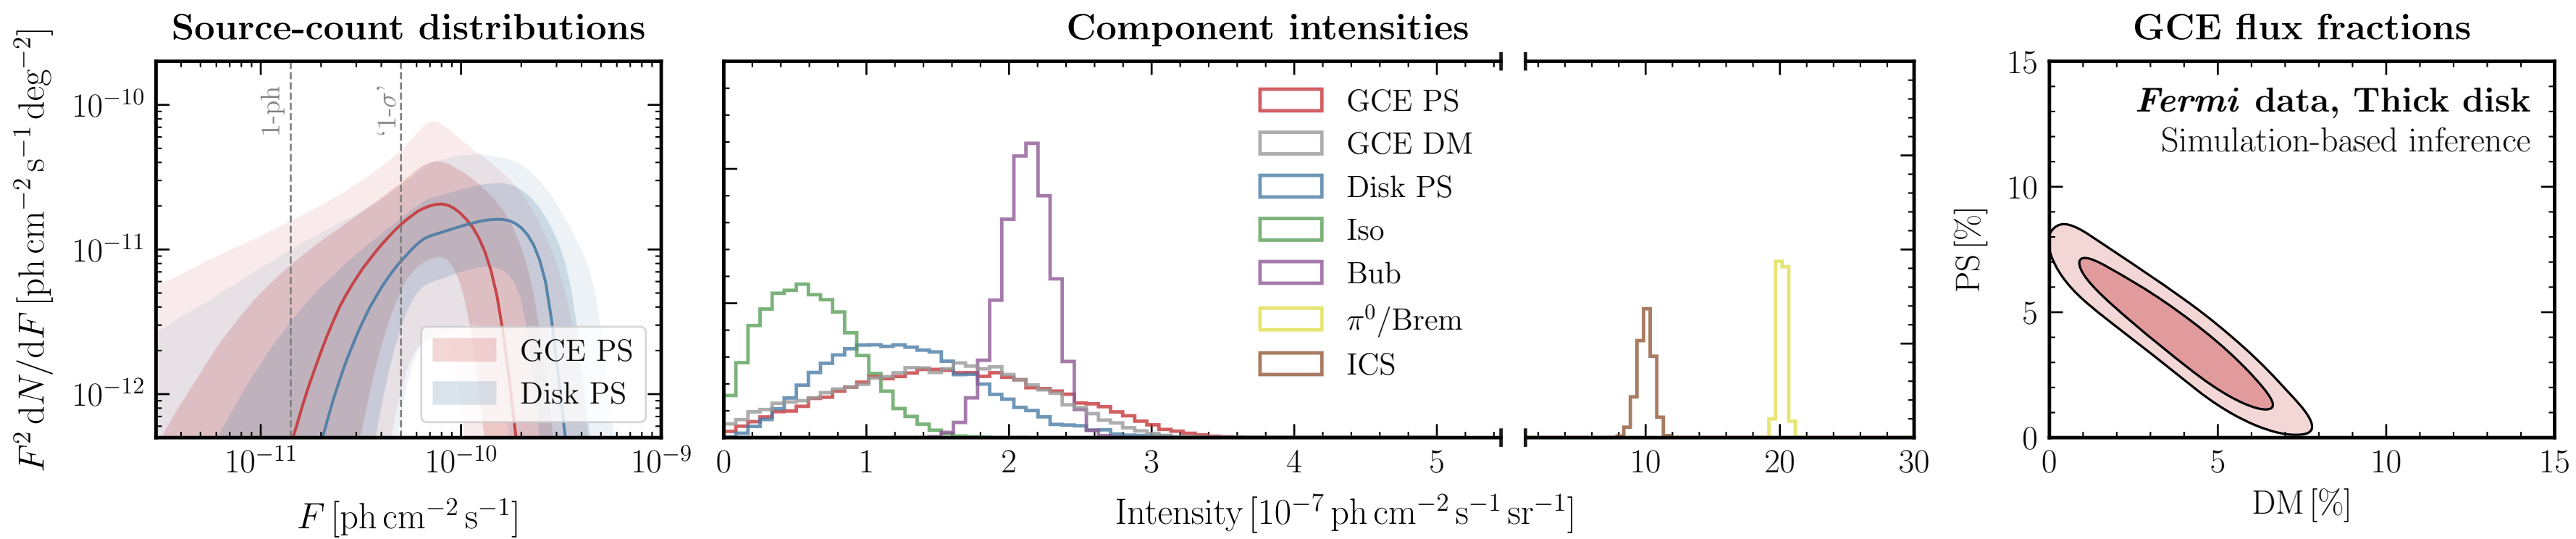 Source-count distributions
F² dN/dF [ph cm⁻² s⁻¹ deg⁻²]
10⁻¹⁰
10⁻¹¹
10⁻¹²
1-ph
‘1-σ’
GCE PS
Disk PS
10⁻¹¹ 10⁻¹⁰ 10⁻⁹
F [ph cm⁻² s⁻¹]
Component intensities
GCE PS
GCE DM
Disk PS
Iso
Bub
π⁰/Brem
ICS
0 1 2 3 4 5 10 20 30
Intensity [10⁻⁷ ph cm⁻² s⁻¹ sr⁻¹]
GCE flux fractions
Fermi data, Thick disk
Simulation-based inference
PS [%]
15
10
5
0
0 5 10 15
DM [%]